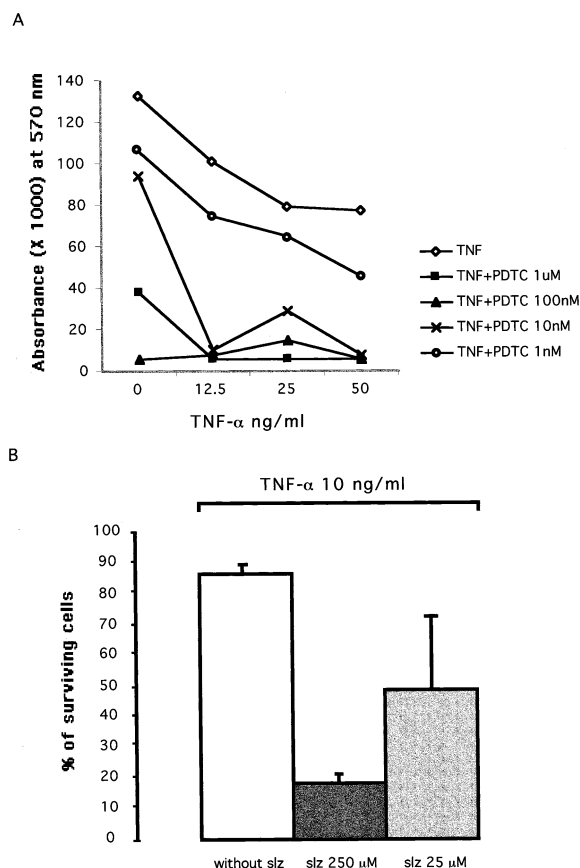 A
Absorbance (X 1000) at 570 nm
140
120
100
80
60
40
20
0
0 12.5 25 50
TNF-α ng/ml
TNF
TNF+PDTC 1uM
TNF+PDTC 100nM
TNF+PDTC 10nM
TNF+PDTC 1nM
B
TNF-α 10 ng/ml
% of surviving cells
100
90
80
70
60
50
40
30
20
10
0
without slz slz 250 μM slz 25 μM